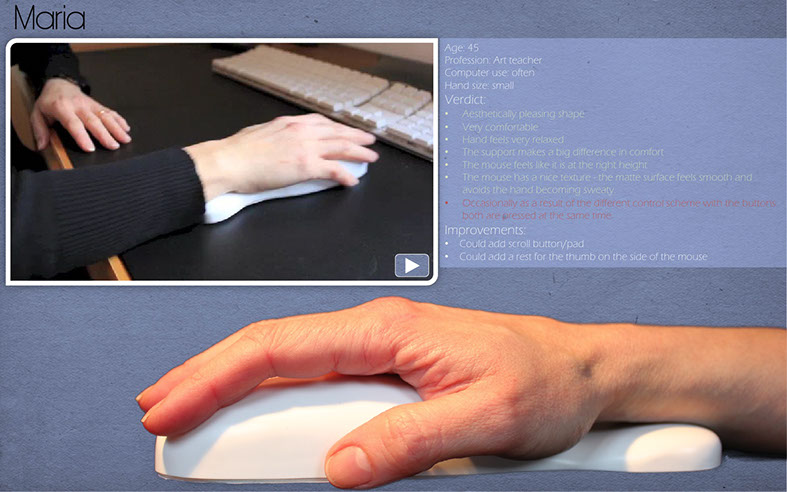 Maria
Age: 45
Profession: Art teacher
Computer use: often
Hand size: small
Verdict:
• Aesthetically pleasing shape
• Very comfortable
• Hand feels very relaxed
• The support makes a big difference in comfort
• The mouse feels like it is at the right height
• The mouse has a nice texture - the matte surface feels smooth and
avoids the hand becoming sweaty
• Occasionally as a result of the different control scheme with the buttons,
both are pressed at the same time.
Improvements:
• Could add scroll button/pad
• Could add a rest for the thumb on the side of the mouse